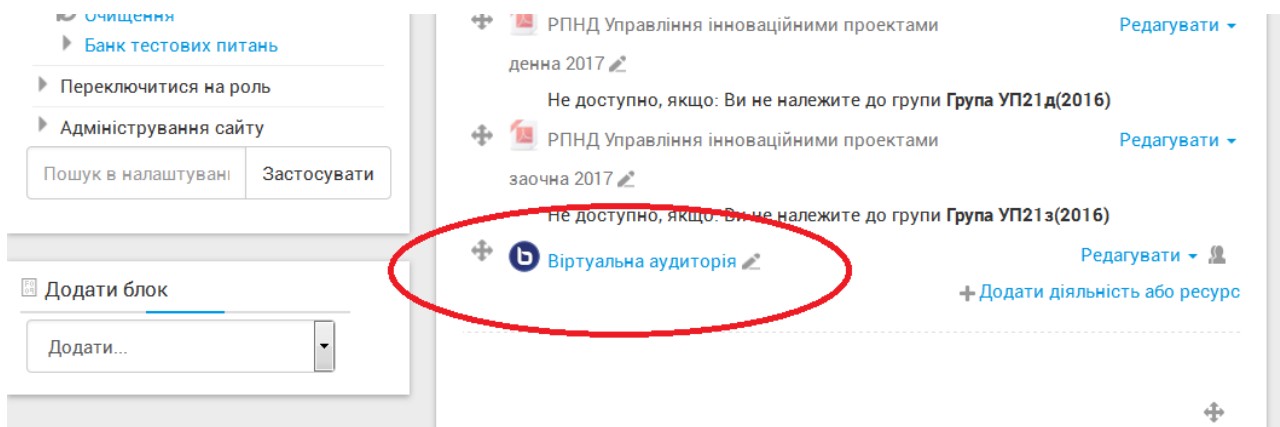 Очищення
Банк тестових питань
Переключитися на роль
Адміністрування сайту
Пошук в налаштуванн Застосувати
Додати блок
Додати...
РПНД Управління інноваційними проектами Редагувати
денна 2017
Не доступно, якщо: Ви не належите до групи Група УП21д(2016)
РПНД Управління інноваційними проектами Редагувати
заочна 2017
Не доступно, якщо: Ви не належите до групи Група УП21з(2016)
Віртуальна аудиторія Редагувати
Додати діяльність або ресурс